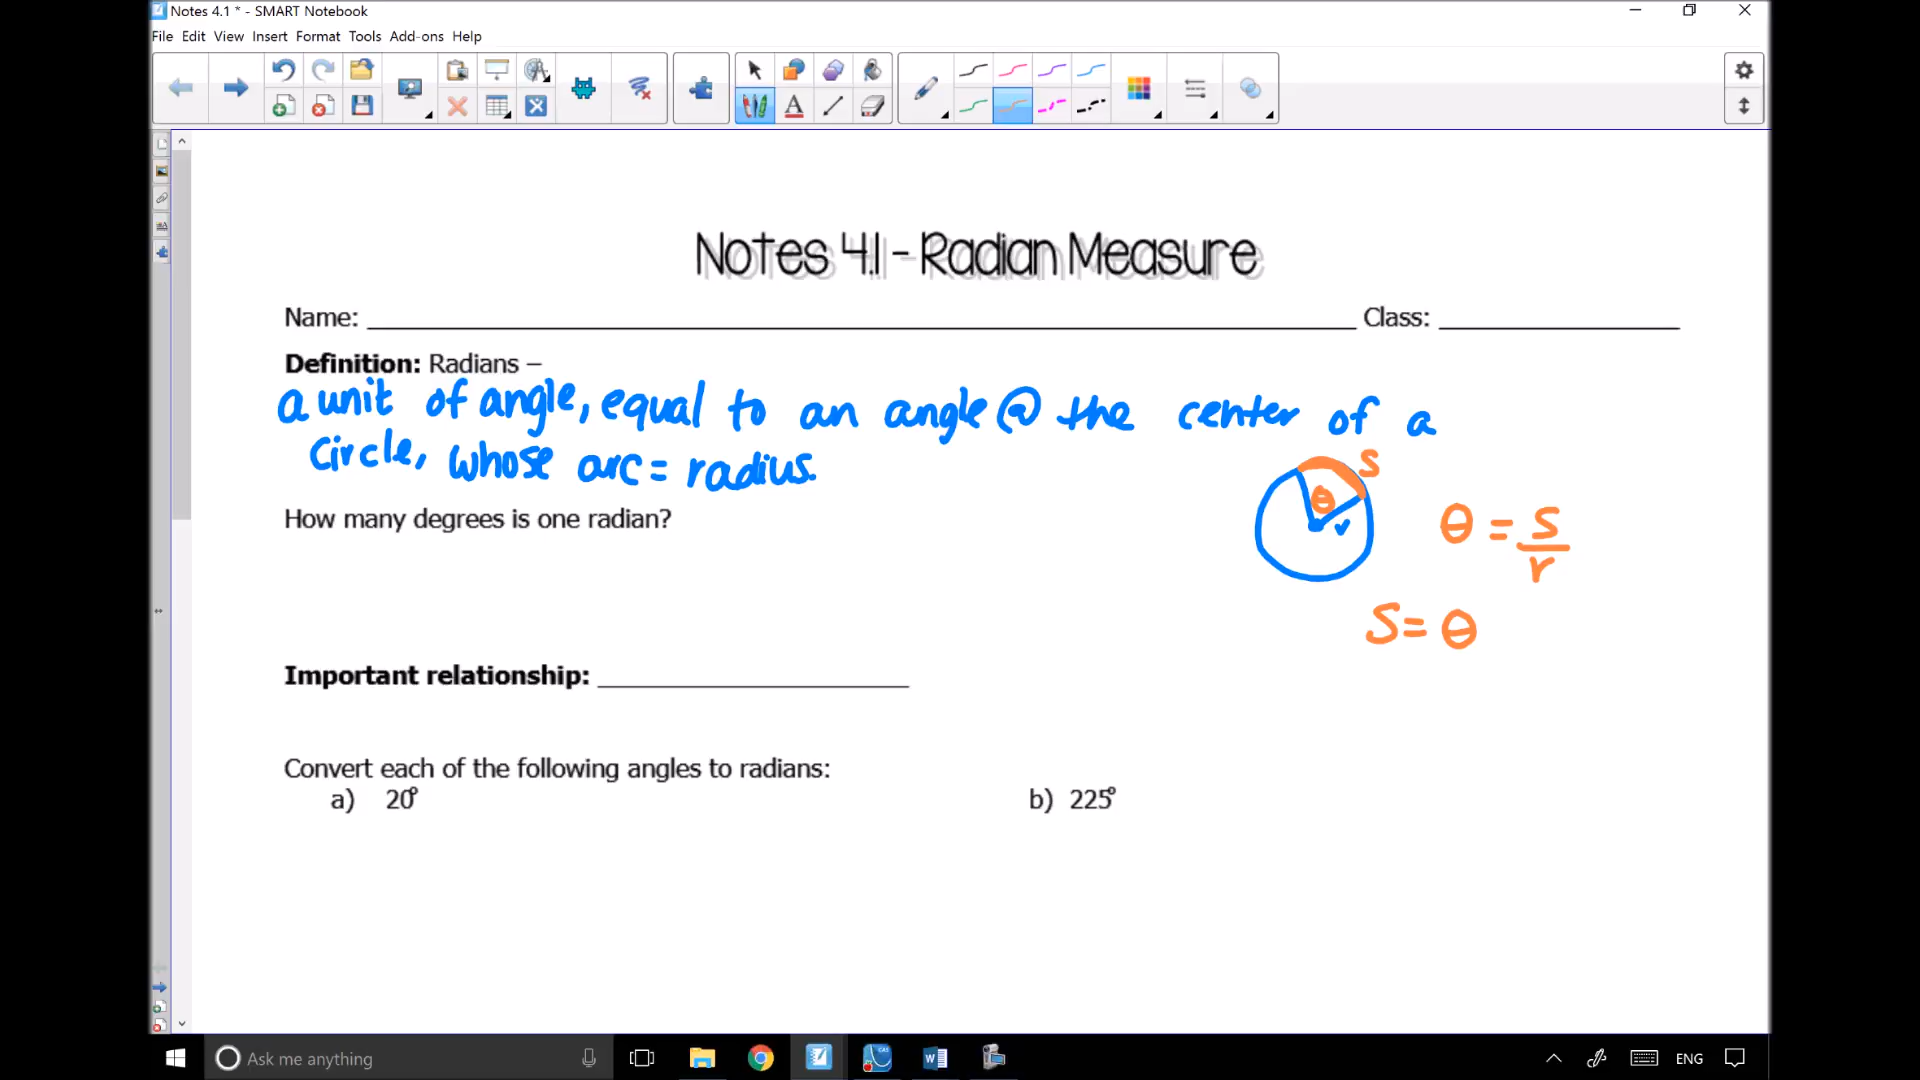 Notes 4.1 * - SMART Notebook
File Edit View Insert Format Tools Add-ons Help
Notes 4.1 - Radian Measure
Name: Class:
Definition: Radians –
a unit of angle, equal to an angle @ the center of a
circle, whose arc = radius.
S
θ
r
How many degrees is one radian?
θ = S/r
S = θ
Important relationship:
Convert each of the following angles to radians:
a) 20° b) 225°
Ask me anything
ENG